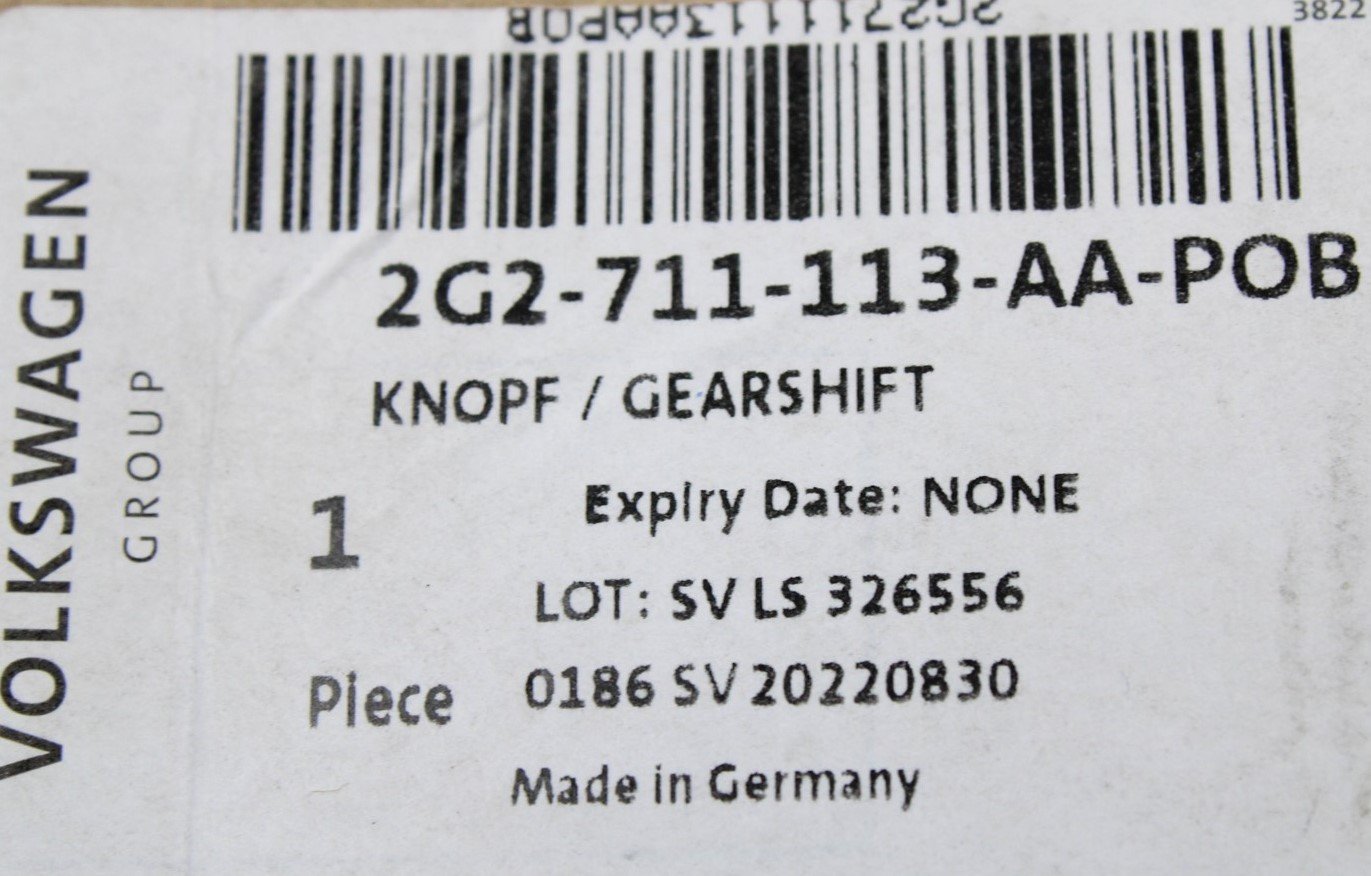 2G2711113AAPOB
3822
2G2-711-113-AA-POB
KNOPF / GEARSHIFT
1
Expiry Date: NONE
LOT: SV LS 326556
Piece
0186 SV 20220830
Made in Germany
VOLKSWAGEN
GROUP